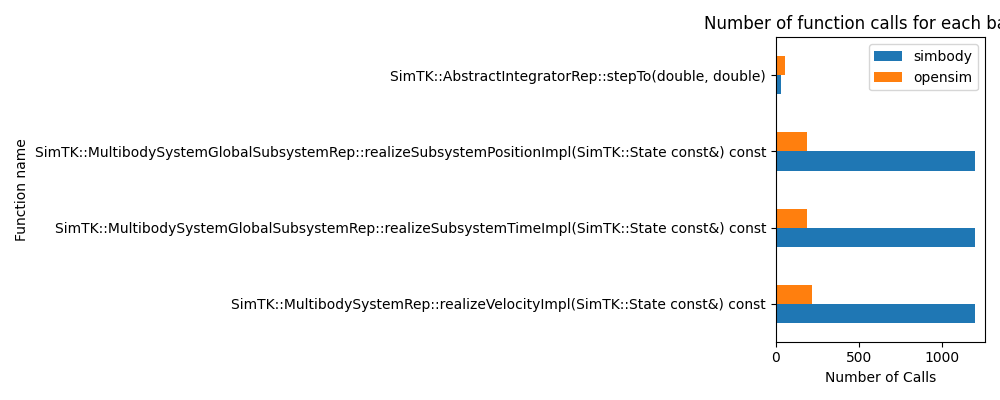 Number of function calls for each ba
simbody
opensim
SimTK::AbstractIntegratorRep::stepTo(double, double)
SimTK::MultibodySystemGlobalSubsystemRep::realizeSubsystemPositionImpl(SimTK::State const&) const
SimTK::MultibodySystemGlobalSubsystemRep::realizeSubsystemTimeImpl(SimTK::State const&) const
SimTK::MultibodySystemRep::realizeVelocityImpl(SimTK::State const&) const
Function name
0 500 1000
Number of Calls